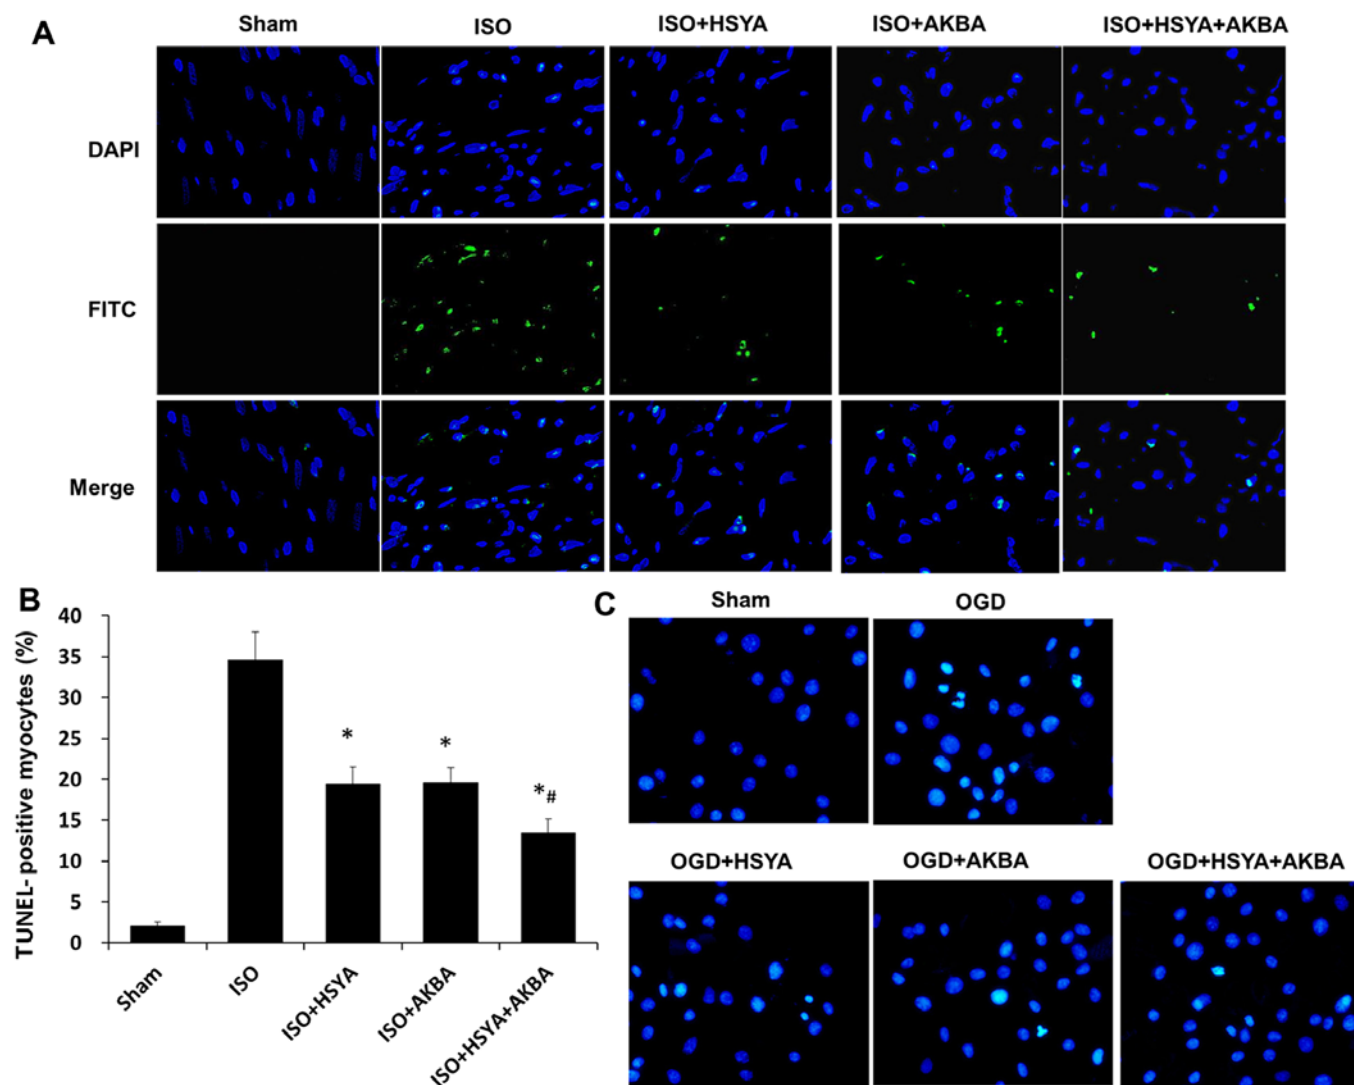 A
Sham
ISO
ISO+HSYA
ISO+AKBA
ISO+HSYA+AKBA
DAPI
FITC
Merge
B
TUNEL-positive myocytes (%)
40
35
30
25
20
15
10
5
0
*
*
*#
Sham
ISO
ISO+HSYA
ISO+AKBA
ISO+HSYA+AKBA
C
Sham
OGD
OGD+HSYA
OGD+AKBA
OGD+HSYA+AKBA